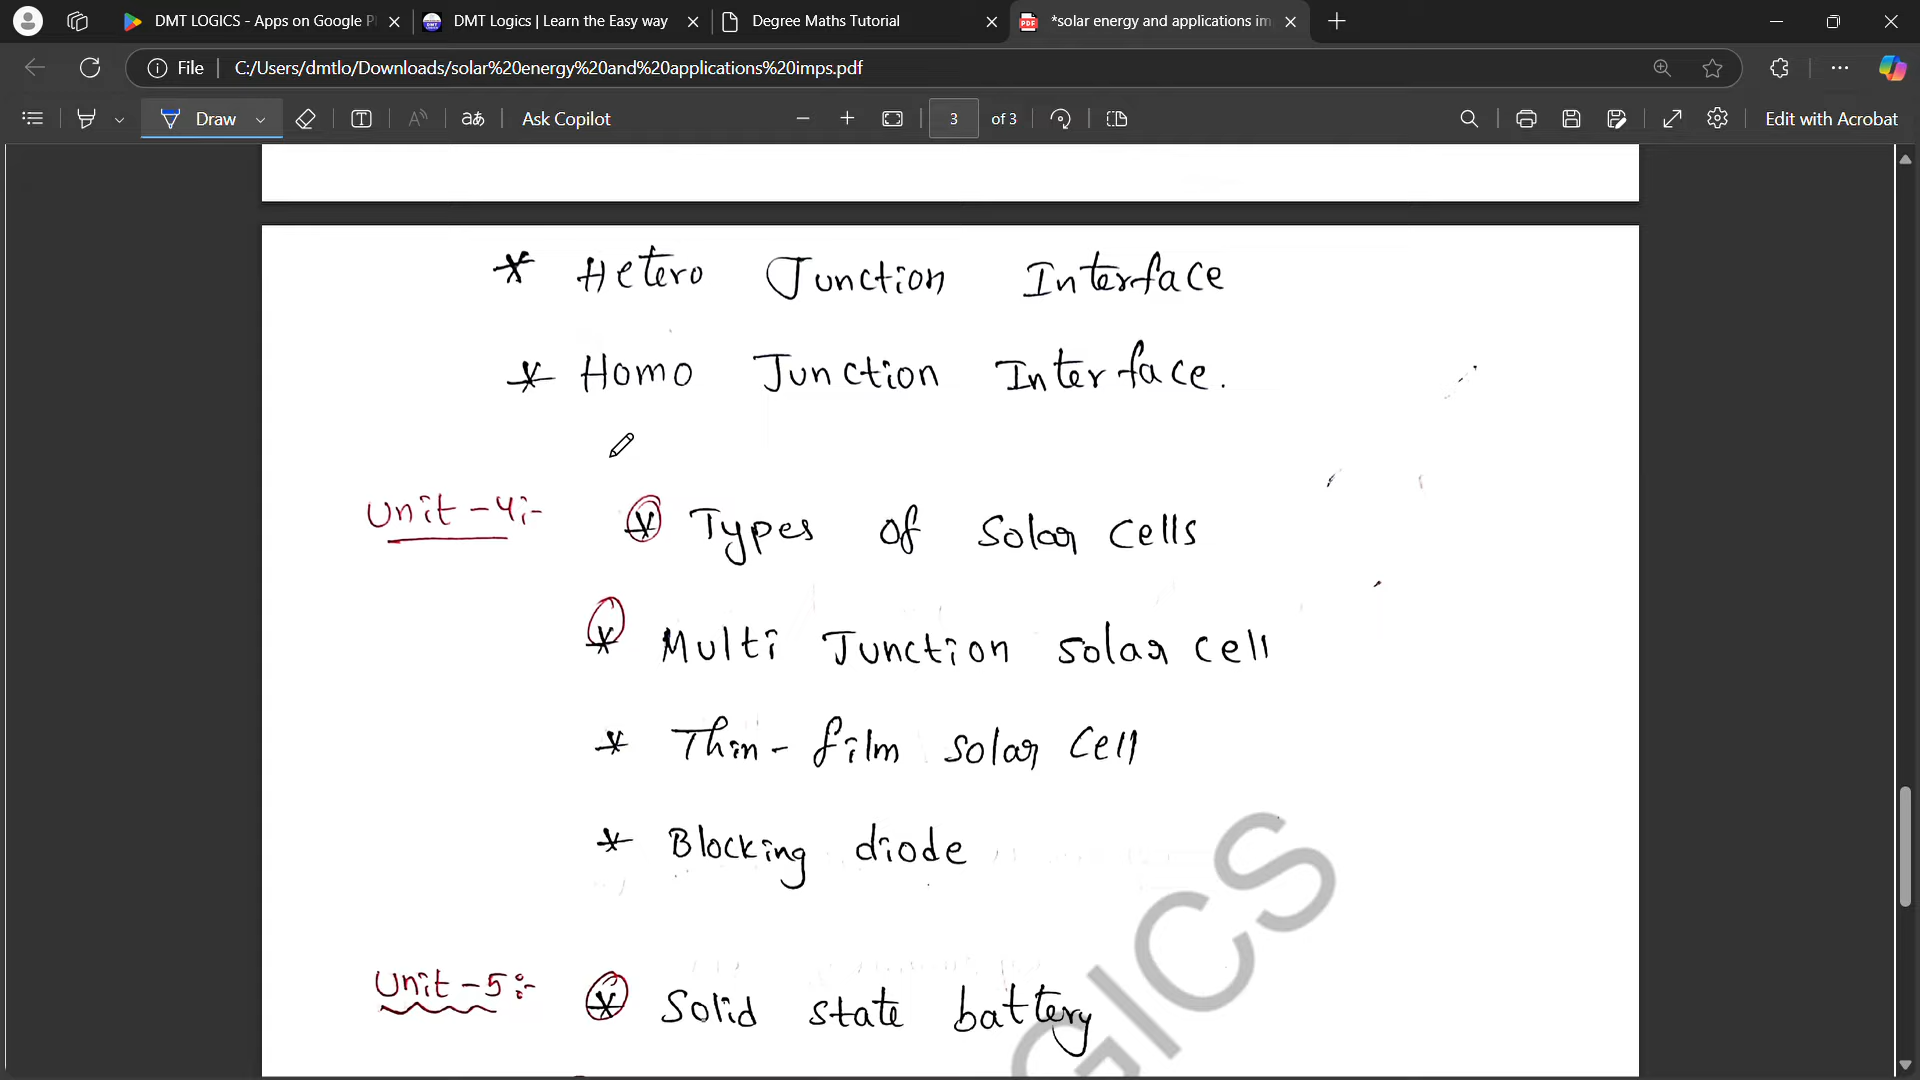 DMT LOGICS - Apps on Google P
DMT Logics | Learn the Easy way
Degree Maths Tutorial
*solar energy and applications im
File
C:/Users/dmtlo/Downloads/solar%20energy%20and%20applications%20imps.pdf
Draw
Ask Copilot
3 of 3
Edit with Acrobat
* Hetero Junction Interface
* Homo Junction Interface.
Unit-4:-
* Types of Solar Cells
* Multi Junction solar cell
* Thin-film solar Cell
* Blocking diode
Unit-5:-
* Solid state battery
GICS